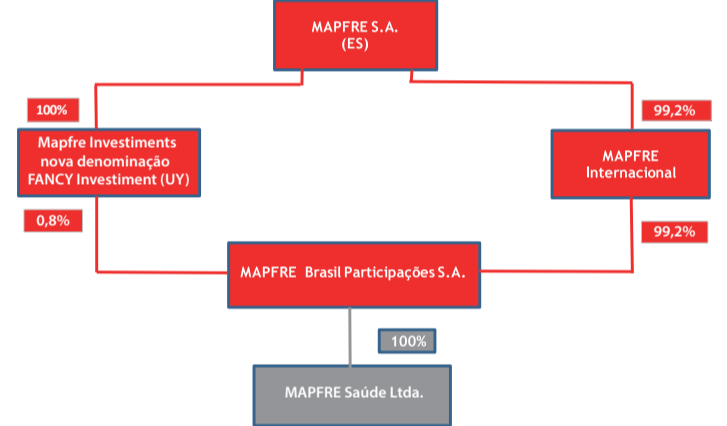 MAPFRE S.A.
(ES)
100%
99,2%
Mapfre Investiments
nova denominação
FANCY Investiment (UY)
MAPFRE
Internacional
0,8%
99,2%
MAPFRE Brasil Participações S.A.
100%
MAPFRE Saúde Ltda.